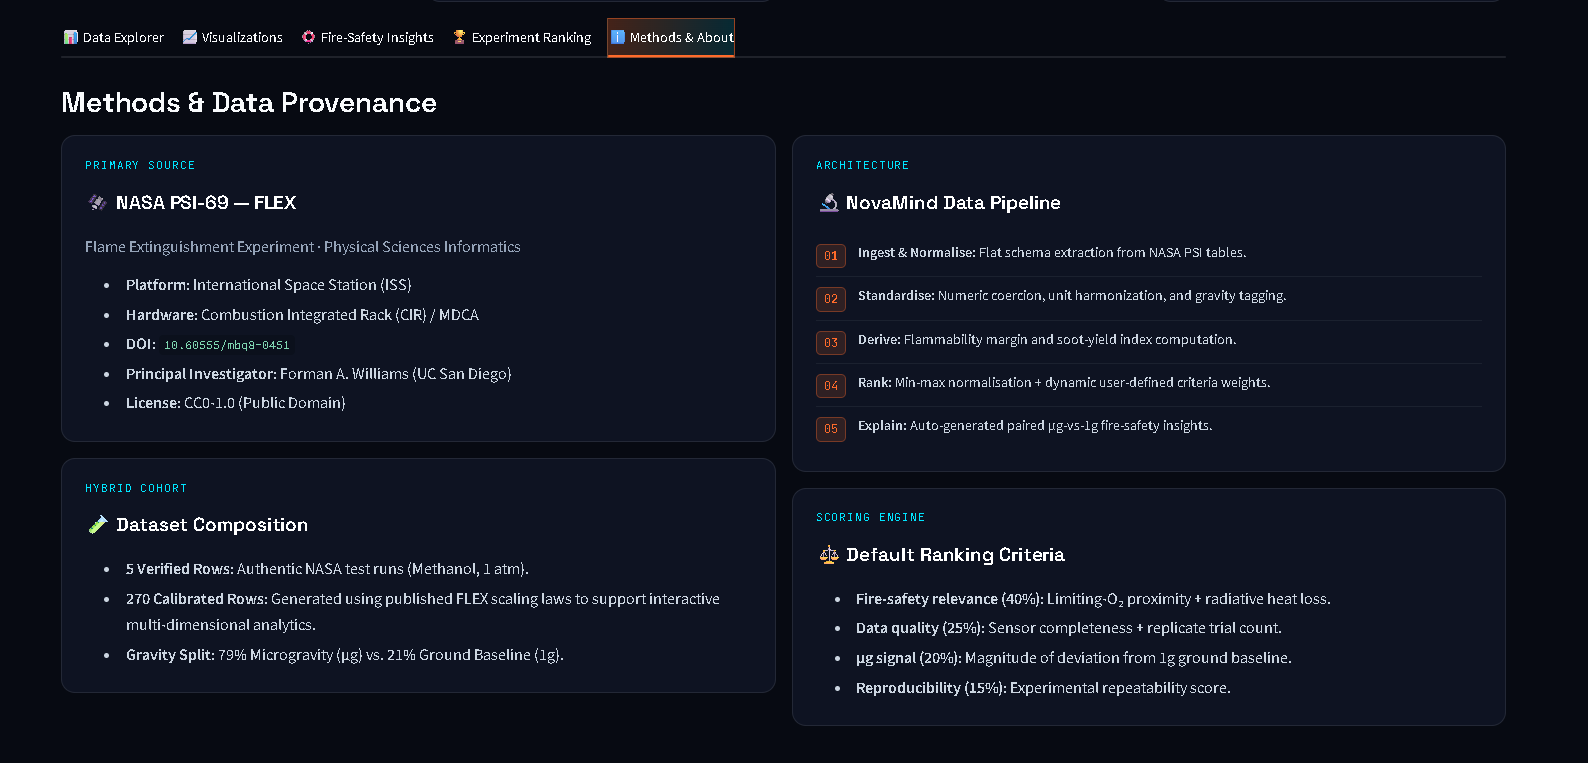 Data Explorer
Visualizations
Fire-Safety Insights
Experiment Ranking
Methods & About
Methods & Data Provenance
PRIMARY SOURCE
NASA PSI-69 — FLEX
Flame Extinguishment Experiment · Physical Sciences Informatics
Platform: International Space Station (ISS)
Hardware: Combustion Integrated Rack (CIR) / MDCA
DOI: 10.60555/mbq8-0451
Principal Investigator: Forman A. Williams (UC San Diego)
License: CC0-1.0 (Public Domain)
HYBRID COHORT
Dataset Composition
5 Verified Rows: Authentic NASA test runs (Methanol, 1 atm).
270 Calibrated Rows: Generated using published FLEX scaling laws to support interactive
multi-dimensional analytics.
Gravity Split: 79% Microgravity (µg) vs. 21% Ground Baseline (1g).
ARCHITECTURE
NovaMind Data Pipeline
01 Ingest & Normalise: Flat schema extraction from NASA PSI tables.
02 Standardise: Numeric coercion, unit harmonization, and gravity tagging.
03 Derive: Flammability margin and soot-yield index computation.
04 Rank: Min-max normalisation + dynamic user-defined criteria weights.
05 Explain: Auto-generated paired µg-vs-1g fire-safety insights.
SCORING ENGINE
Default Ranking Criteria
Fire-safety relevance (40%): Limiting-O₂ proximity + radiative heat loss.
Data quality (25%): Sensor completeness + replicate trial count.
µg signal (20%): Magnitude of deviation from 1g ground baseline.
Reproducibility (15%): Experimental repeatability score.